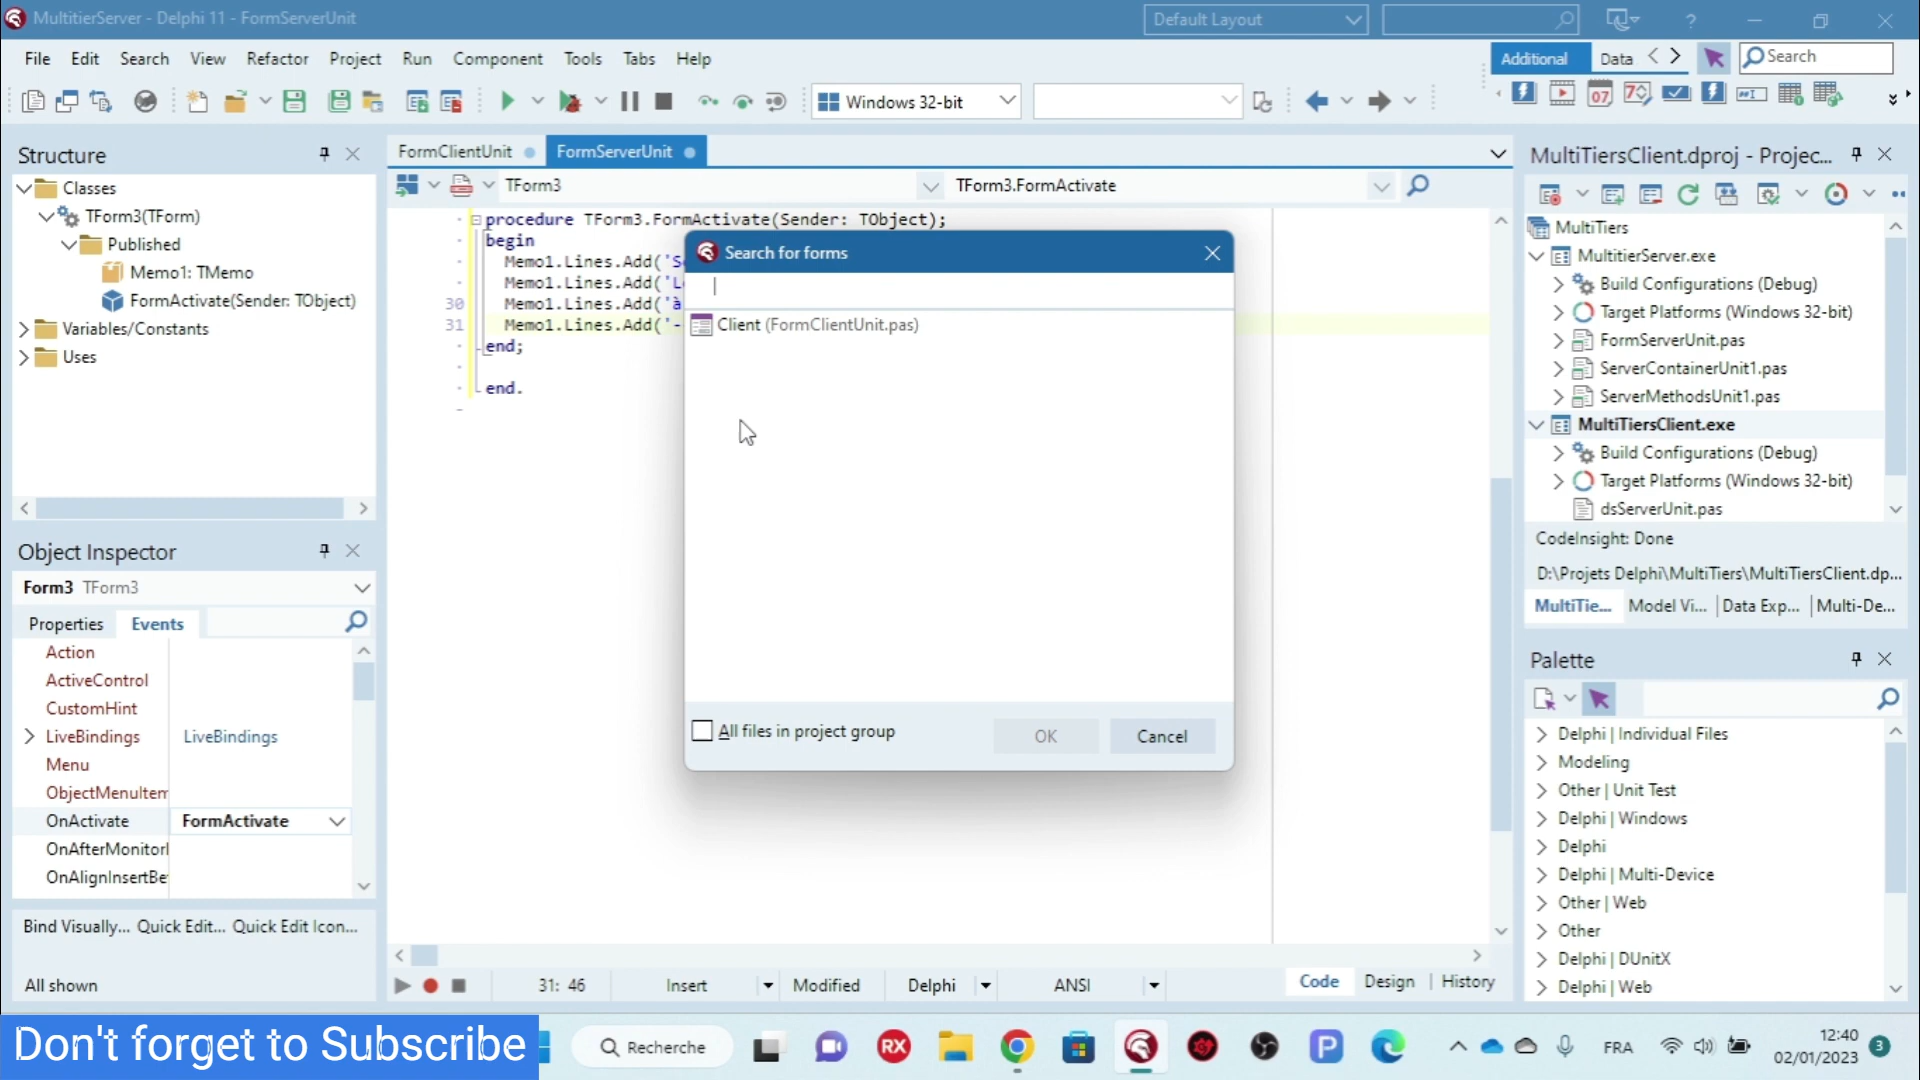 MultitierServer - Delphi 11 - FormServerUnit
Default Layout
File Edit Search View Refactor Project Run Component Tools Tabs Help
Additional Data Search
Windows 32-bit
Structure
Classes
TForm3(TForm)
Published
Memo1: TMemo
FormActivate(Sender: TObject)
Variables/Constants
Uses
Object Inspector
Form3 TForm3
Properties Events
Action
ActiveControl
CustomHint
LiveBindings LiveBindings
Menu
ObjectMenuItem
OnActivate FormActivate
OnAfterMonitor
OnAlignInsertBe
Bind Visually... Quick Edit... Quick Edit Icon...
All shown
FormClientUnit FormServerUnit
TForm3 TForm3.FormActivate
procedure TForm3.FormActivate(Sender: TObject);
begin
Memo1.Lines.Add('S
Memo1.Lines.Add('L
30 Memo1.Lines.Add('à
31 Memo1.Lines.Add('-
end;
end.
Search for forms
Client (FormClientUnit.pas)
All files in project group
OK Cancel
31: 46 Insert Modified Delphi ANSI
Code Design History
MultiTiersClient.dproj - Projec...
MultiTiers
MultitierServer.exe
Build Configurations (Debug)
Target Platforms (Windows 32-bit)
FormServerUnit.pas
ServerContainerUnit1.pas
ServerMethodsUnit1.pas
MultiTiersClient.exe
Build Configurations (Debug)
Target Platforms (Windows 32-bit)
dsServerUnit.pas
CodeInsight: Done
D:\Projets Delphi\MultiTiers\MultiTiersClient.dp...
MultiTie... Model Vi... Data Exp... Multi-De...
Palette
Delphi | Individual Files
Modeling
Other | Unit Test
Delphi | Windows
Delphi
Delphi | Multi-Device
Other | Web
Other
Delphi | DUnitX
Delphi | Web
Don't forget to Subscribe
Recherche
RX
P
FRA
12:40
02/01/2023
3